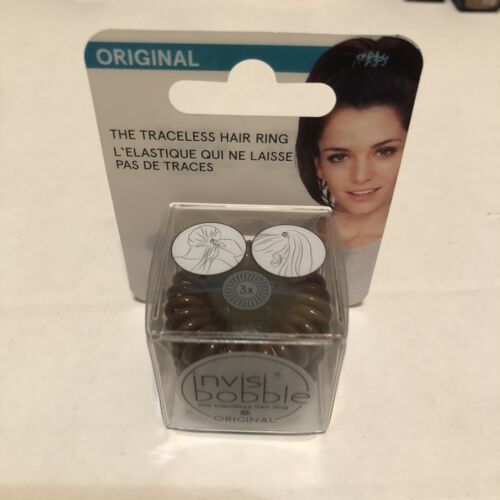 ORIGINAL
THE TRACELESS HAIR RING
L`ELASTIQUE QUI NE LAISSE
PAS DE TRACES
3x
invisi
bobble
the traceless hair ring
ORIGINAL